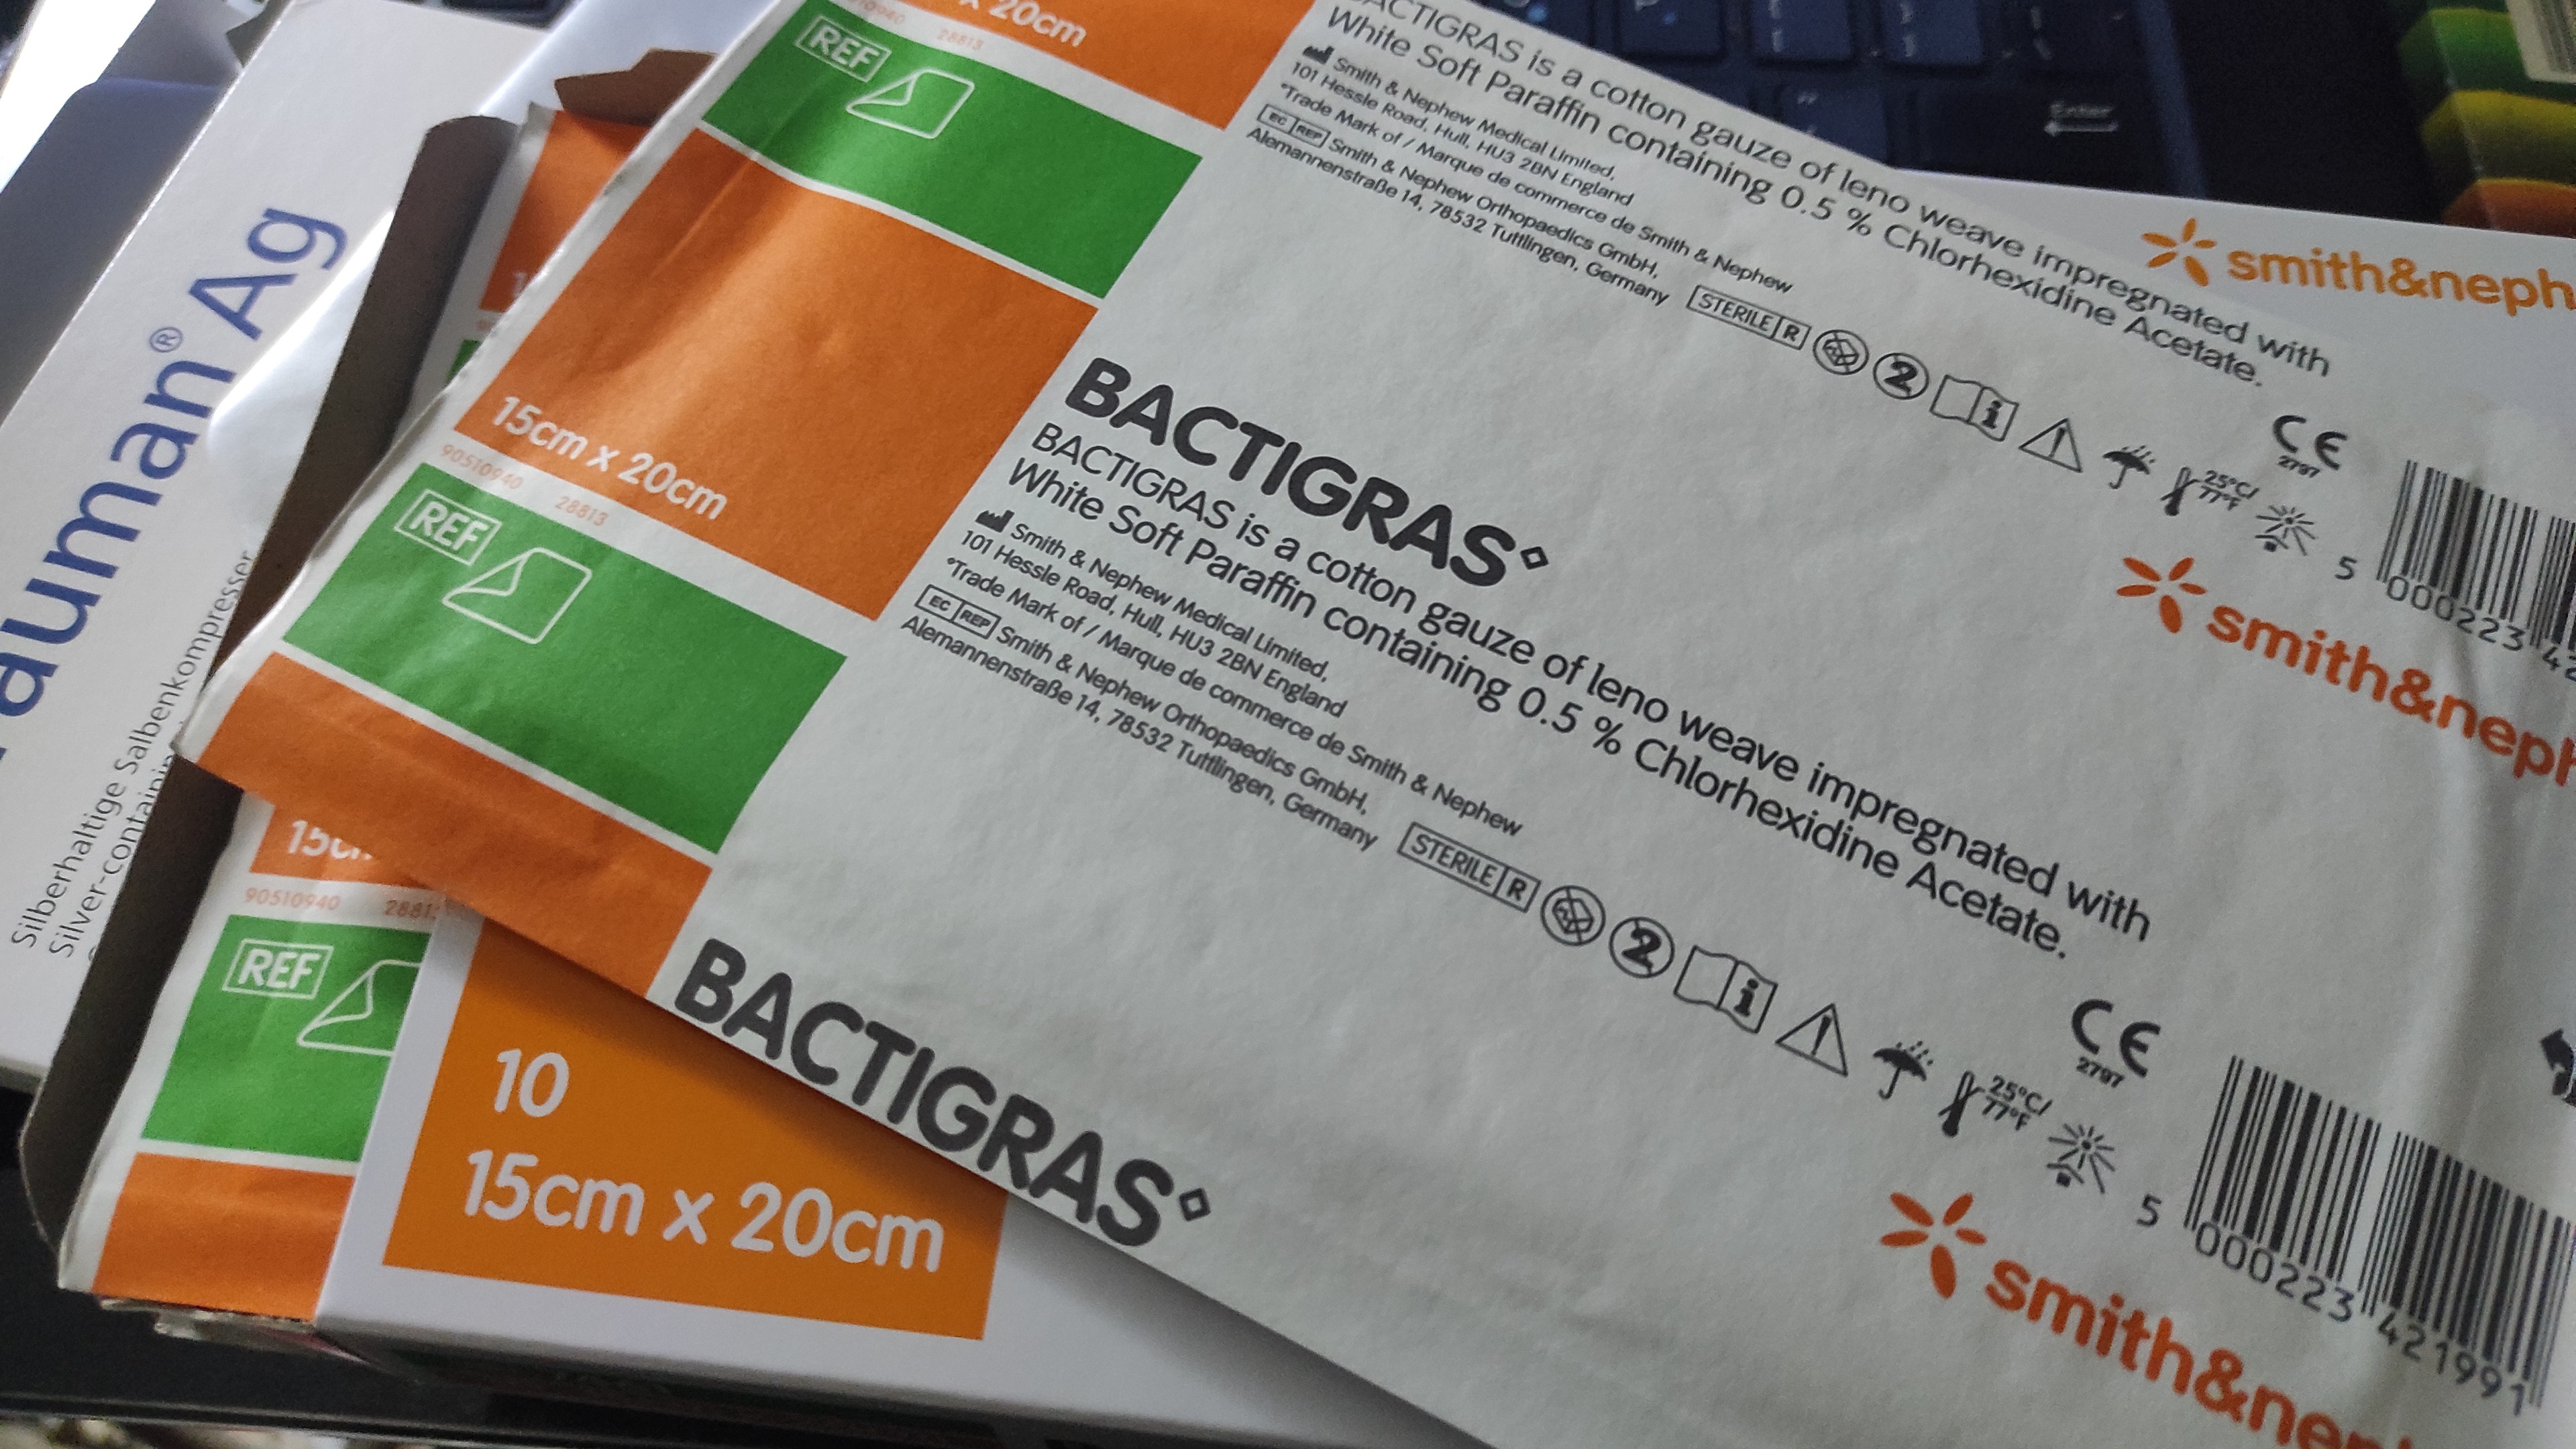 x 20cm
28813
REF
BACTIGRAS is a cotton gauze of leno weave impregnated with
White Soft Paraffin containing 0.5 % Chlorhexidine Acetate.
Smith & Nephew Medical Limited,
101 Hessle Road, Hull, HU3 2BN England
°Trade Mark of / Marque de commerce de Smith & Nephew
EC REP Smith & Nephew Orthopaedics GmbH,
Alemannenstraße 14, 78532 Tuttlingen, Germany
STERILE R
2
25°C/
77°F
CE
2797
5 000223 42
smith&neph
Enter
15cm x 20cm
90510940 28813
REF
BACTIGRAS°
BACTIGRAS is a cotton gauze of leno weave impregnated with
White Soft Paraffin containing 0.5 % Chlorhexidine Acetate.
Smith & Nephew Medical Limited,
101 Hessle Road, Hull, HU3 2BN England
°Trade Mark of / Marque de commerce de Smith & Nephew
EC REP Smith & Nephew Orthopaedics GmbH,
Alemannenstraße 14, 78532 Tuttlingen, Germany
STERILE R
2
25°C/
77°F
CE
2797
5 000223 421991
smith&neph
BACTIGRAS°
smith&nep
auman® Ag
Silberhaltige Salbenkompresser
Silver-containin
15c
90510940 2881
REF
10
15cm x 20cm